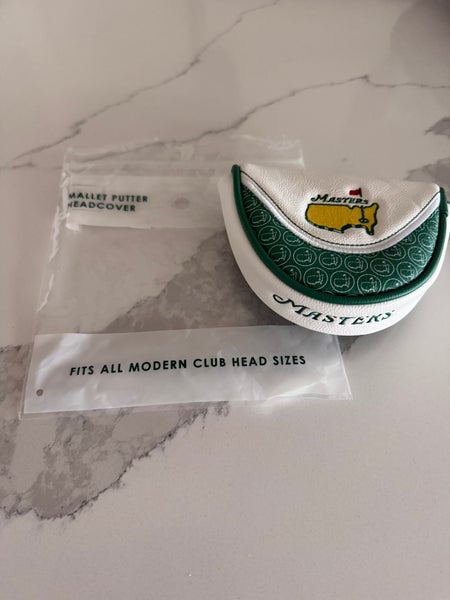 MALLET PUTTER
HEADCOVER
MASTERS
MASTERS
FITS ALL MODERN CLUB HEAD SIZES